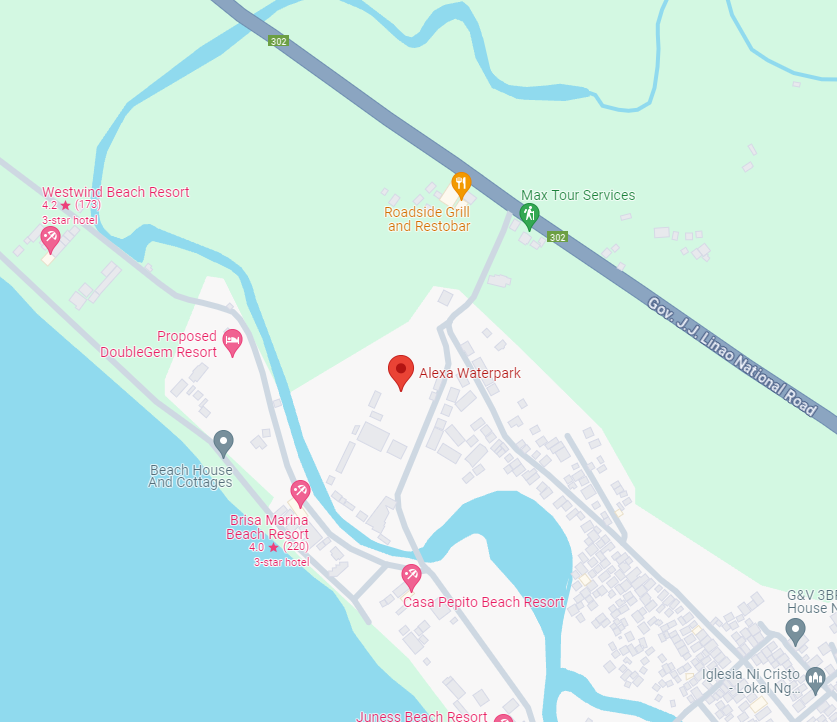 302
Westwind Beach Resort
4.2 ★ (173)
3-star hotel
Max Tour Services
Roadside Grill
and Restobar
302
Gov. J.J. Linao National Road
Proposed
DoubleGem Resort
Alexa Waterpark
Beach House
And Cottages
Brisa Marina
Beach Resort
4.0 ★ (220)
3-star hotel
Casa Pepito Beach Resort
G&V 3B
House
Iglesia Ni Cristo
- Lokal Ng...
Juness Beach Resort